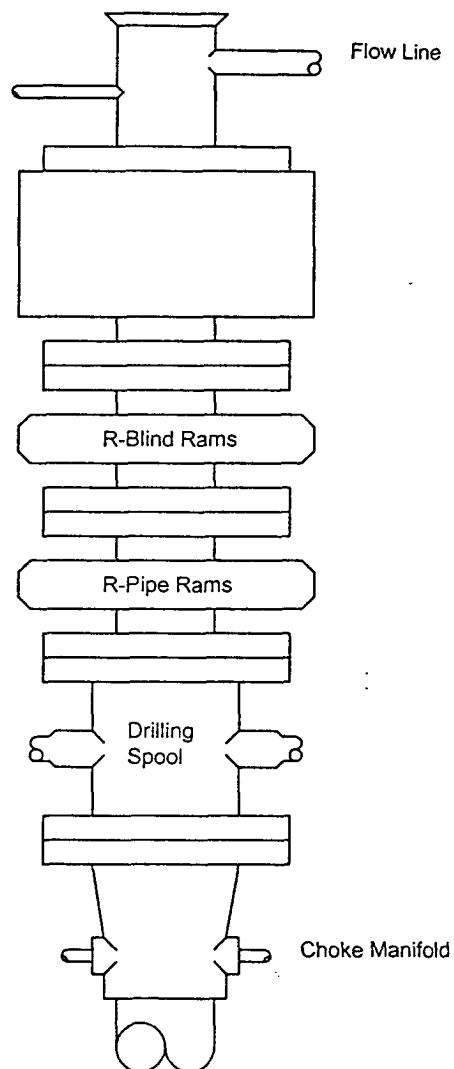 Flow Line
R-Blind Rams
R-Pipe Rams
Drilling
Spool
Choke Manifold